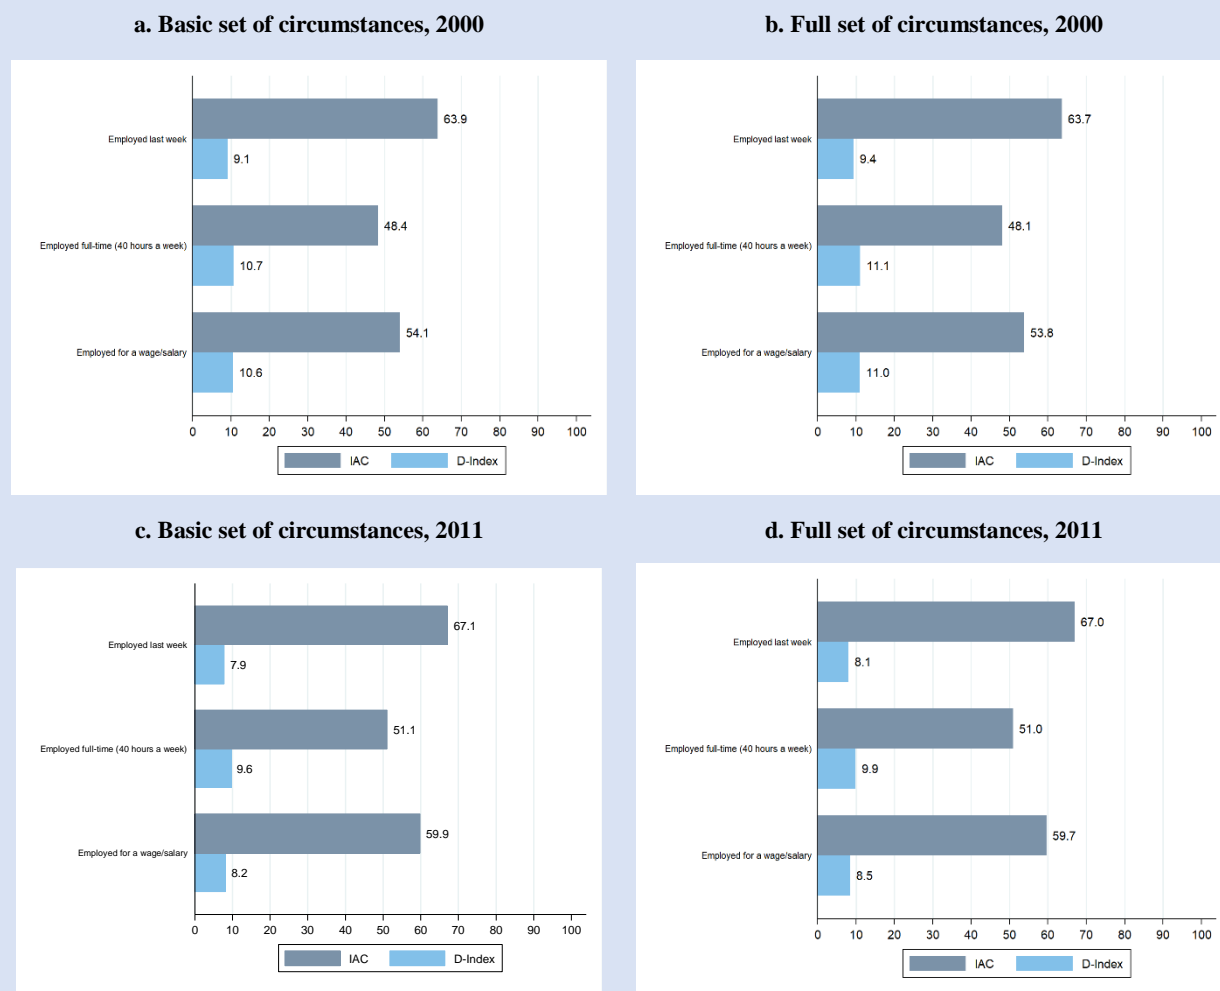 a. Basic set of circumstances, 2000
Employed last week
63.9
9.1
Employed full-time (40 hours a week)
48.4
10.7
Employed for a wage/salary
54.1
10.6
0 10 20 30 40 50 60 70 80 90 100
IAC D-Index
b. Full set of circumstances, 2000
Employed last week
63.7
9.4
Employed full-time (40 hours a week)
48.1
11.1
Employed for a wage/salary
53.8
11.0
0 10 20 30 40 50 60 70 80 90 100
IAC D-Index
c. Basic set of circumstances, 2011
Employed last week
67.1
7.9
Employed full-time (40 hours a week)
51.1
9.6
Employed for a wage/salary
59.9
8.2
0 10 20 30 40 50 60 70 80 90 100
IAC D-Index
d. Full set of circumstances, 2011
Employed last week
67.0
8.1
Employed full-time (40 hours a week)
51.0
9.9
Employed for a wage/salary
59.7
8.5
0 10 20 30 40 50 60 70 80 90 100
IAC D-Index